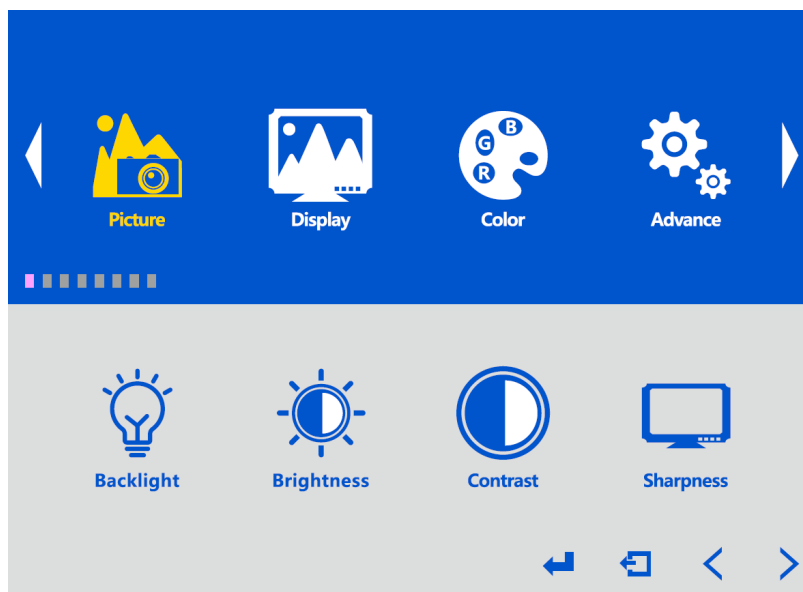 B
G
R
Picture
Display
Color
Advance
Backlight
Brightness
Contrast
Sharpness